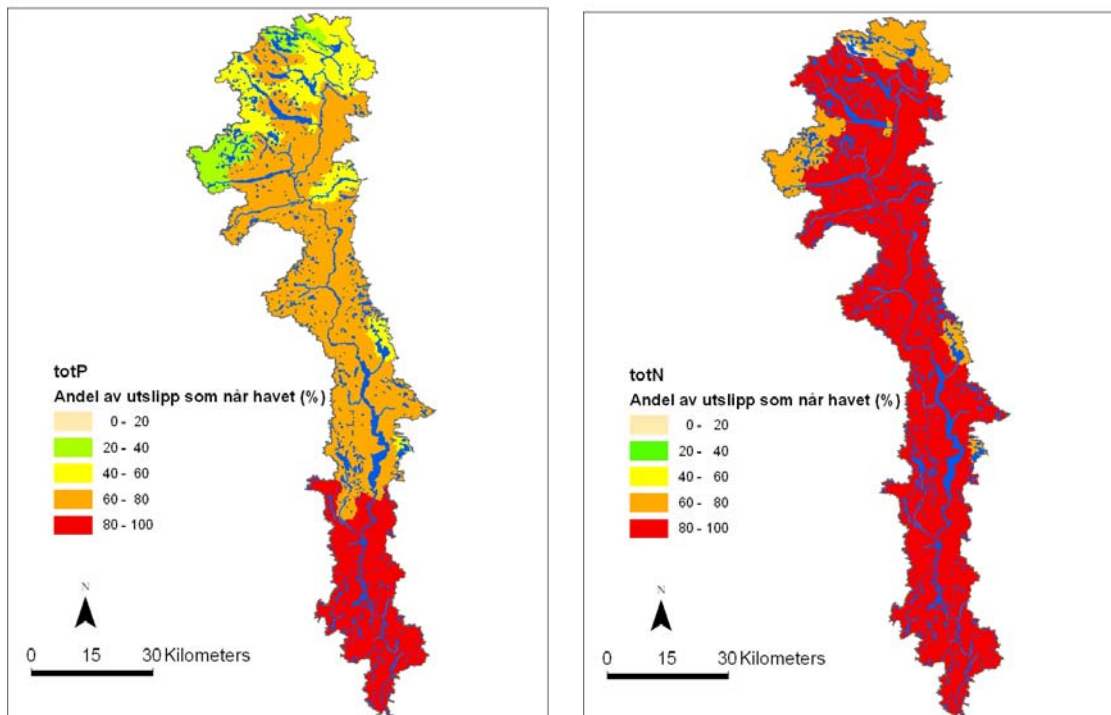 totP
Andel av utslipp som når havet (%)
0 - 20
20 - 40
40 - 60
60 - 80
80 - 100
N
0 15 30 Kilometers
totN
Andel av utslipp som når havet (%)
0 - 20
20 - 40
40 - 60
60 - 80
80 - 100
N
0 15 30 Kilometers